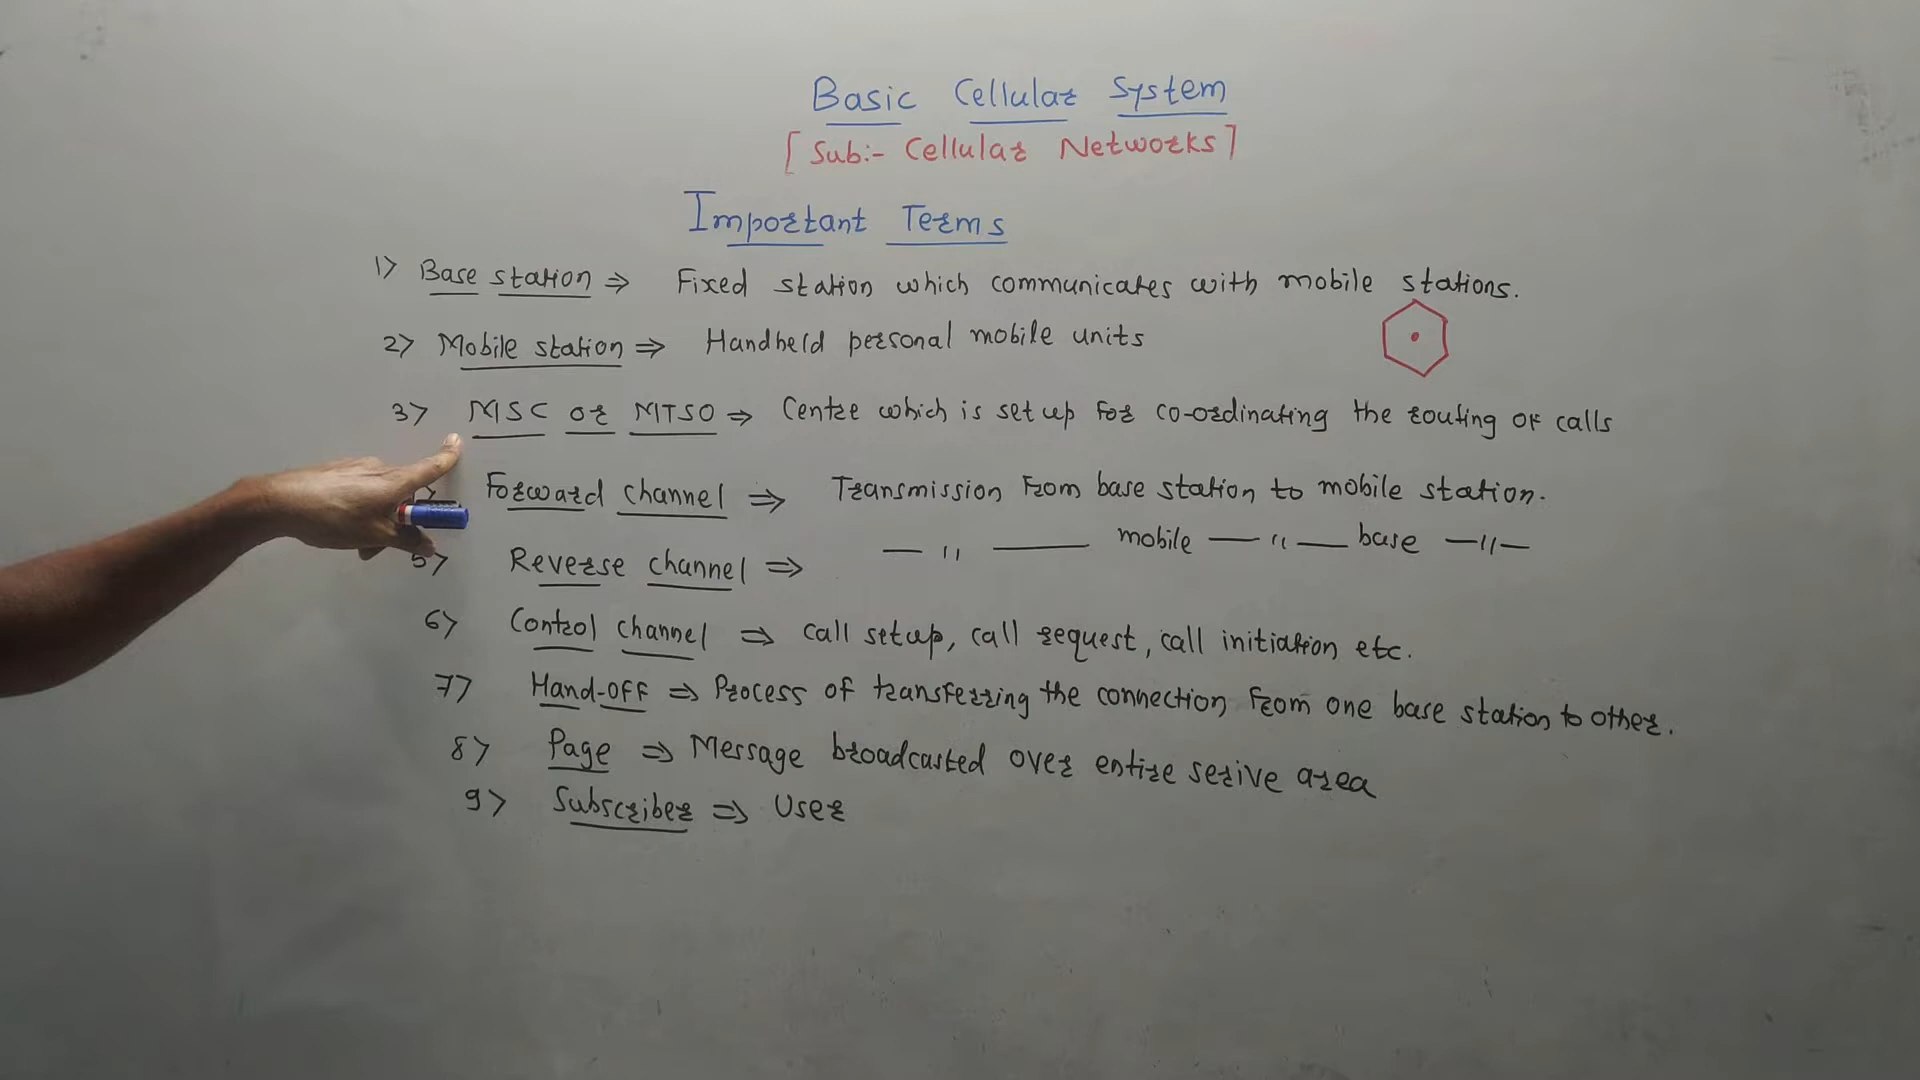 Basic Cellular System
[Sub:- Cellular Networks]
Important Terms
1> Base station ⇒ Fixed station which communicates with mobile stations.
2> Mobile station ⇒ Handheld personal mobile units
3> MSC or MTSO ⇒ Centre which is set up for co-ordinating the routing of calls
Forward channel ⇒ Transmission from base station to mobile station.
5> Reverse channel ⇒ — 〃 — mobile — 〃 — base — 〃 —
6> Control channel ⇒ call setup, call request, call initiation etc.
7> Hand-off ⇒ Process of transferring the connection from one base station to other.
8> Page ⇒ Message broadcasted over entire serive area
9> Subscriber ⇒ User